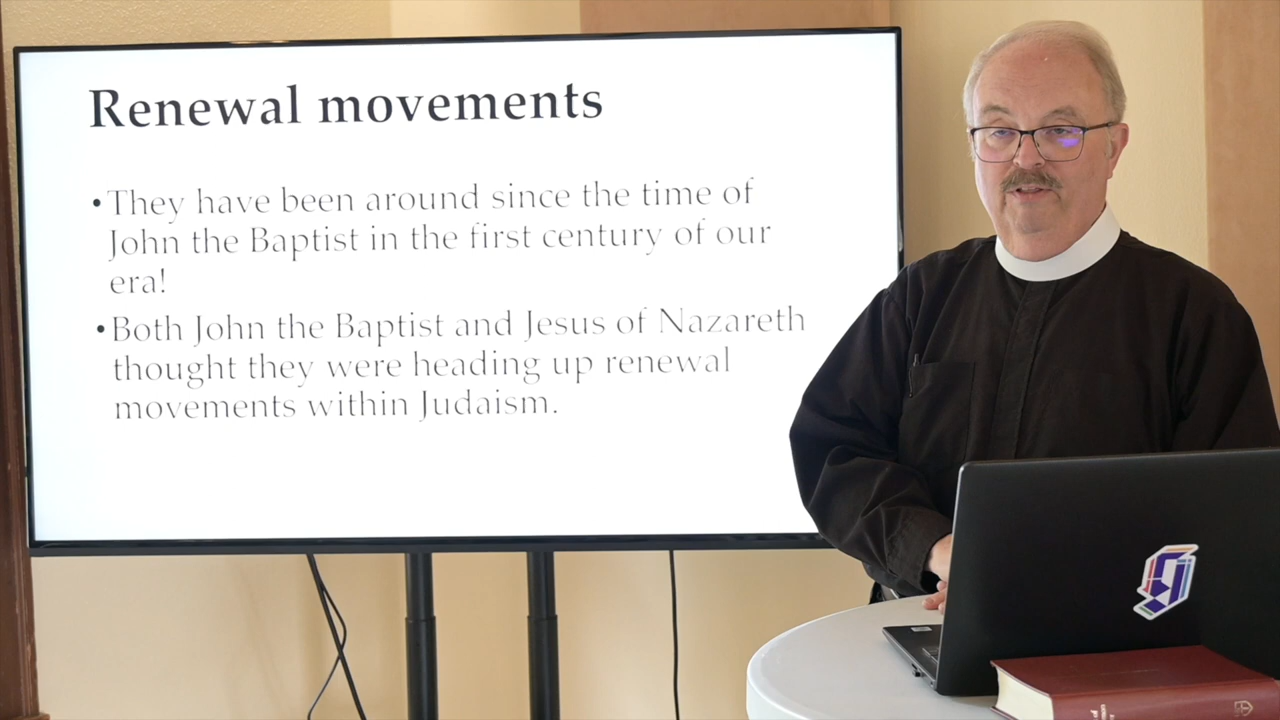 Renewal movements
•They have been around since the time of
John the Baptist in the first century of our
era!
•Both John the Baptist and Jesus of Nazareth
thought they were heading up renewal
movements within Judaism.